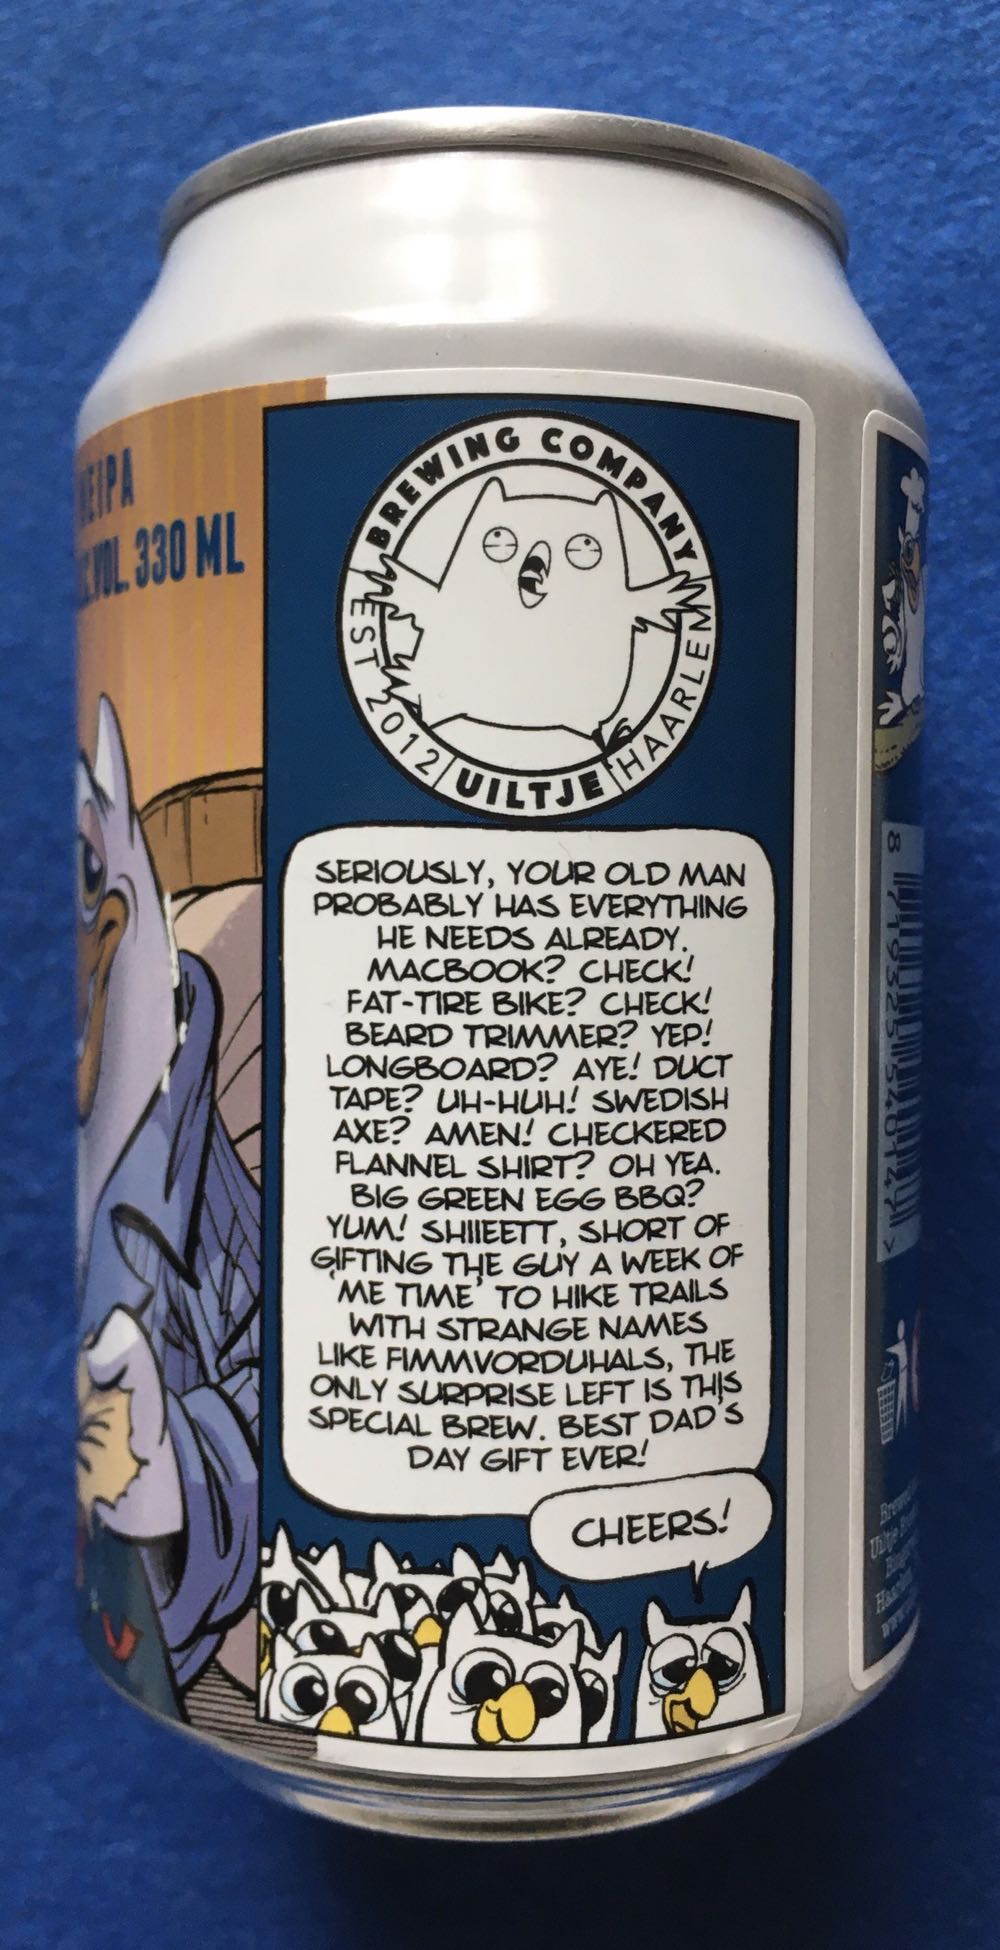 NEIPA
VOL. 330 ML
BREWING COMPANY
EST 2012
UILTJE
HAARLEM
SERIOUSLY, YOUR OLD MAN
PROBABLY HAS EVERYTHING
HE NEEDS ALREADY.
MACBOOK? CHECK!
FAT-TIRE BIKE? CHECK!
BEARD TRIMMER? YEP!
LONGBOARD? AYE! DUCT
TAPE? UH-HUH! SWEDISH
AXE? AMEN! CHECKERED
FLANNEL SHIRT? OH YEA.
BIG GREEN EGG BBQ?
YUM! SHIIEETT, SHORT OF
GIFTING THE GUY A WEEK OF
'ME TIME' TO HIKE TRAILS
WITH STRANGE NAMES
LIKE FIMMVORDUHALS, THE
ONLY SURPRISE LEFT IS THIS
SPECIAL BREW. BEST DAD'S
DAY GIFT EVER!
CHEERS!
8 719325 540147 >